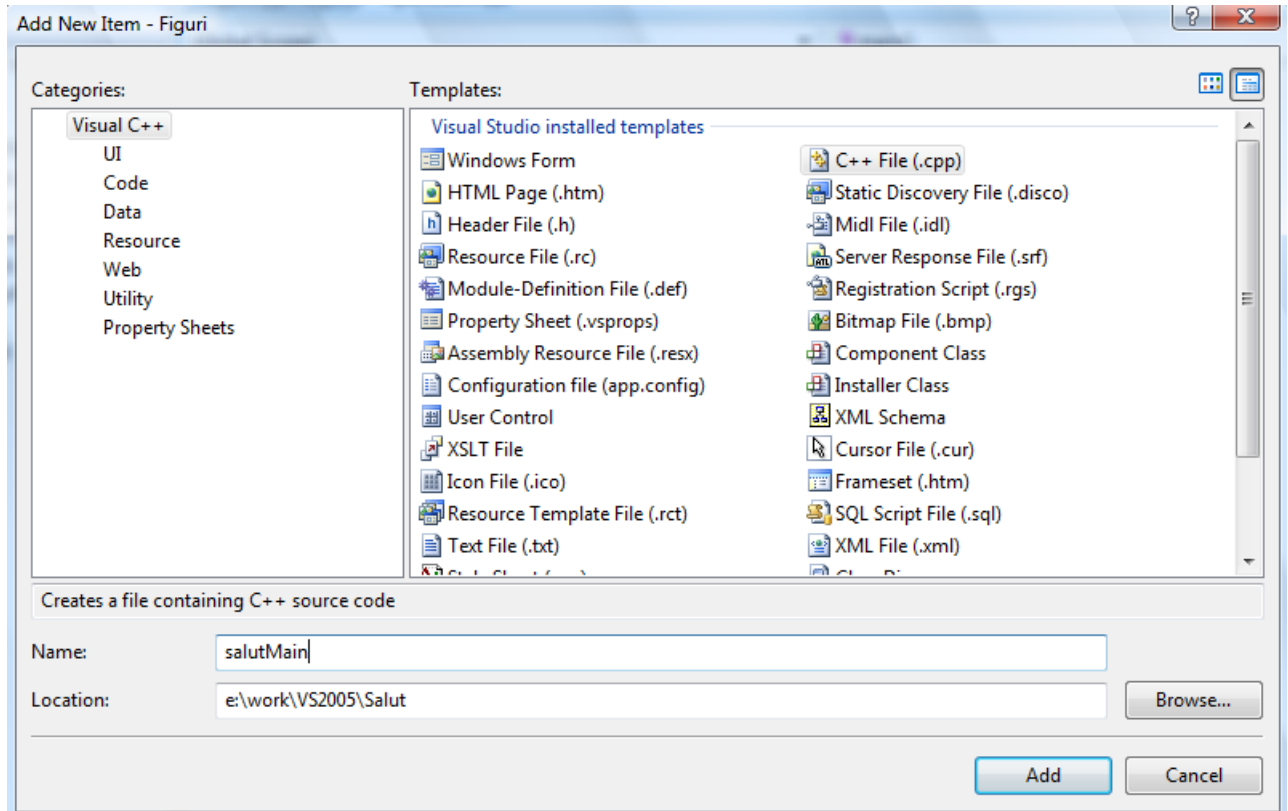 Add New Item - Figuri
Categories:
Templates:
Visual C++
UI
Code
Data
Resource
Web
Utility
Property Sheets
Visual Studio installed templates
Windows Form
C++ File (.cpp)
HTML Page (.htm)
Static Discovery File (.disco)
Header File (.h)
Midl File (.idl)
Resource File (.rc)
Server Response File (.srf)
Module-Definition File (.def)
Registration Script (.rgs)
Property Sheet (.vsprops)
Bitmap File (.bmp)
Assembly Resource File (.resx)
Component Class
Configuration file (app.config)
Installer Class
User Control
XML Schema
XSLT File
Cursor File (.cur)
Icon File (.ico)
Frameset (.htm)
Resource Template File (.rct)
SQL Script File (.sql)
Text File (.txt)
XML File (.xml)
Creates a file containing C++ source code
Name:
salutMain
Location:
e:\work\VS2005\Salut
Browse...
Add
Cancel